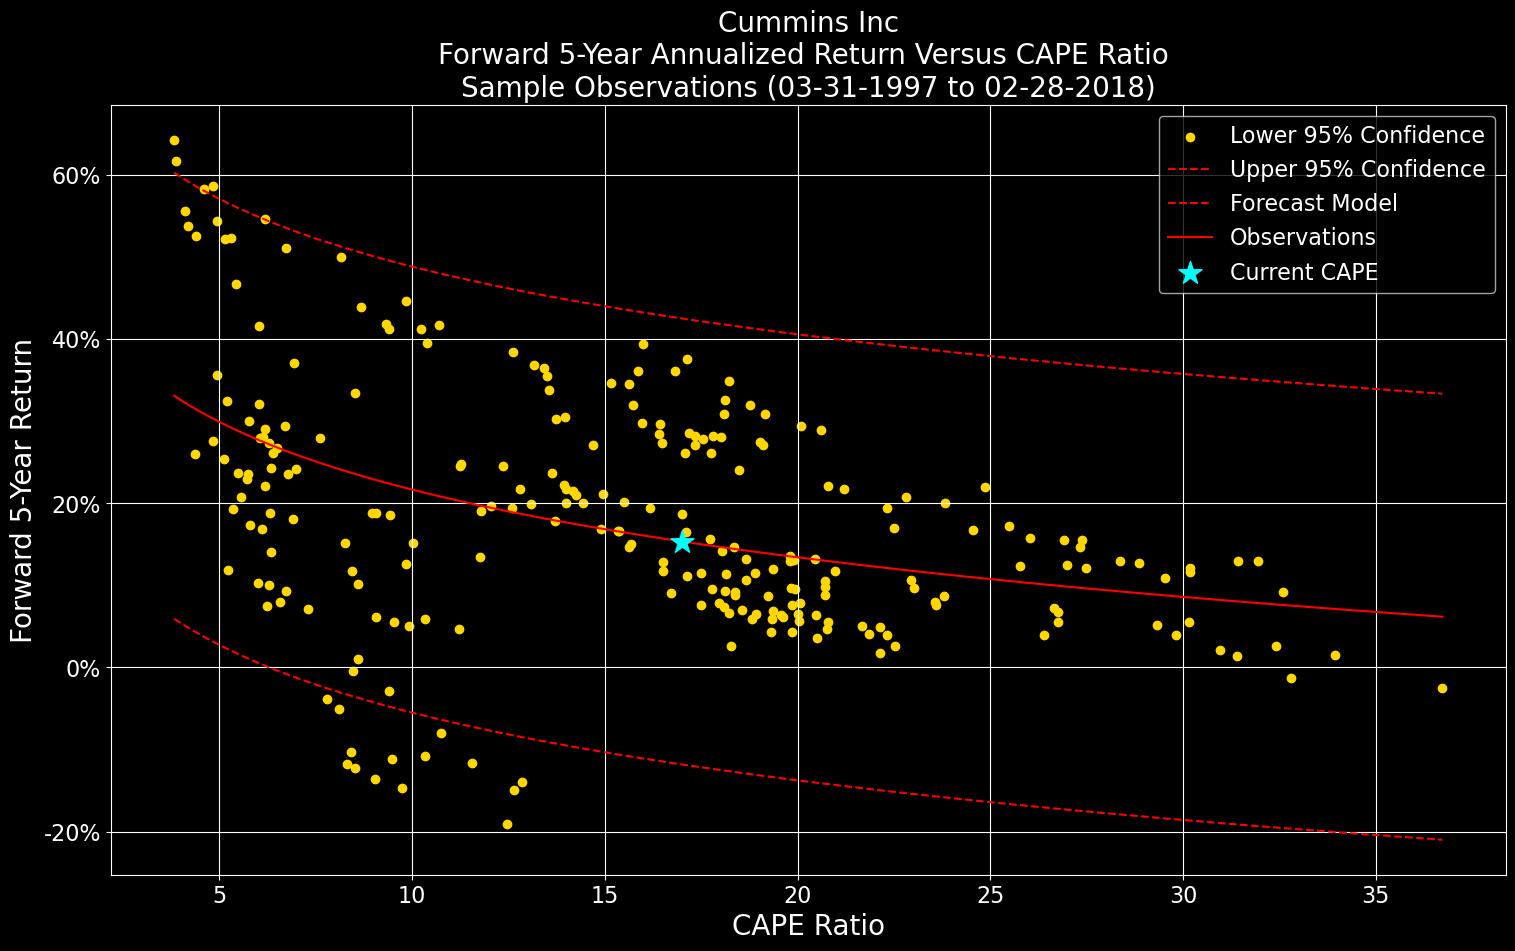 Cummins Inc
Forward 5-Year Annualized Return Versus CAPE Ratio
Sample Observations (03-31-1997 to 02-28-2018)
Lower 95% Confidence
Upper 95% Confidence
Forecast Model
Observations
Current CAPE
Forward 5-Year Return
60%
40%
20%
0%
-20%
5 10 15 20 25 30 35
CAPE Ratio